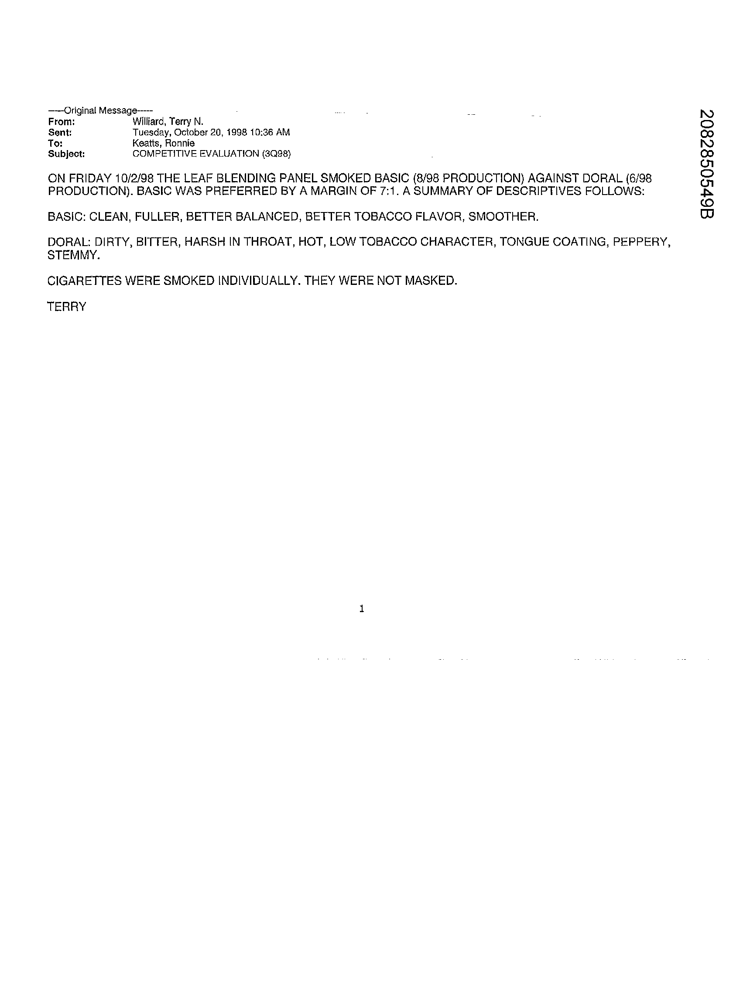 -----Original Message-----
From: Williard, Terry N.
Sent: Tuesday, October 20, 1998 10:36 AM
To: Keatts, Ronnie
Subject: COMPETITIVE EVALUATION (3Q98)
ON FRIDAY 10/2/98 THE LEAF BLENDING PANEL SMOKED BASIC (8/98 PRODUCTION) AGAINST DORAL (6/98
PRODUCTION). BASIC WAS PREFERRED BY A MARGIN OF 7:1. A SUMMARY OF DESCRIPTIVES FOLLOWS:
BASIC: CLEAN, FULLER, BETTER BALANCED, BETTER TOBACCO FLAVOR, SMOOTHER.
DORAL: DIRTY, BITTER, HARSH IN THROAT, HOT, LOW TOBACCO CHARACTER, TONGUE COATING, PEPPERY,
STEMMY.
CIGARETTES WERE SMOKED INDIVIDUALLY. THEY WERE NOT MASKED.
TERRY
1
2082850549B